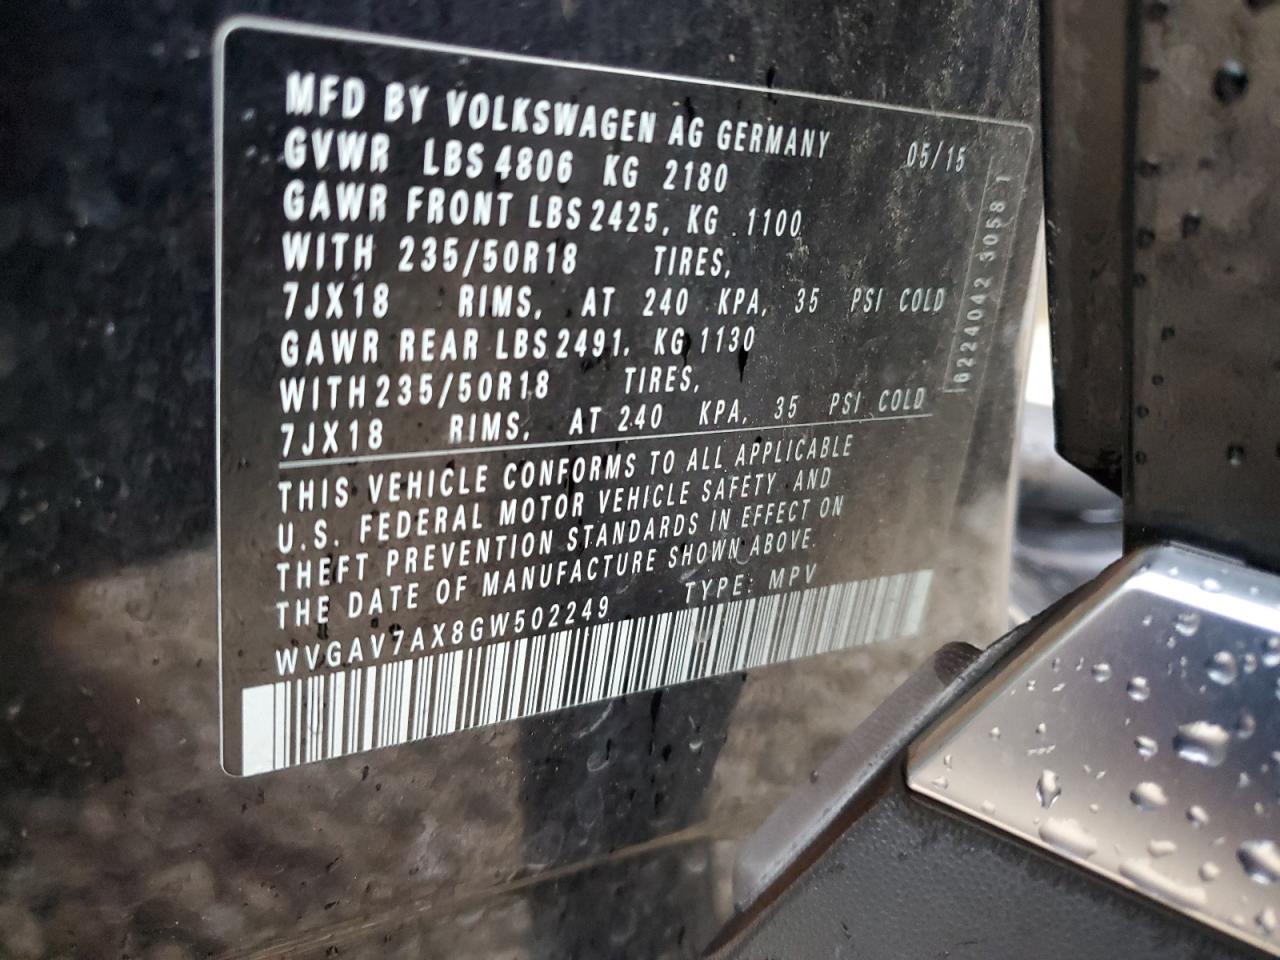 MFD BY VOLKSWAGEN AG GERMANY 05/15
GVWR LBS 4806 KG 2180
GAWR FRONT LBS 2425, KG 1100
WITH 235/50R18 TIRES,
7JX18 RIMS, AT 240 KPA, 35 PSI COLD
GAWR REAR LBS 2491, KG 1130
WITH 235/50R18 TIRES,
7JX18 RIMS, AT 240 KPA, 35 PSI COLD
THIS VEHICLE CONFORMS TO ALL APPLICABLE
U.S. FEDERAL MOTOR VEHICLE SAFETY AND
THEFT PREVENTION STANDARDS IN EFFECT ON
THE DATE OF MANUFACTURE SHOWN ABOVE.
WVGAV7AX8GW502249 TYPE: MPV
6224042 3058 1